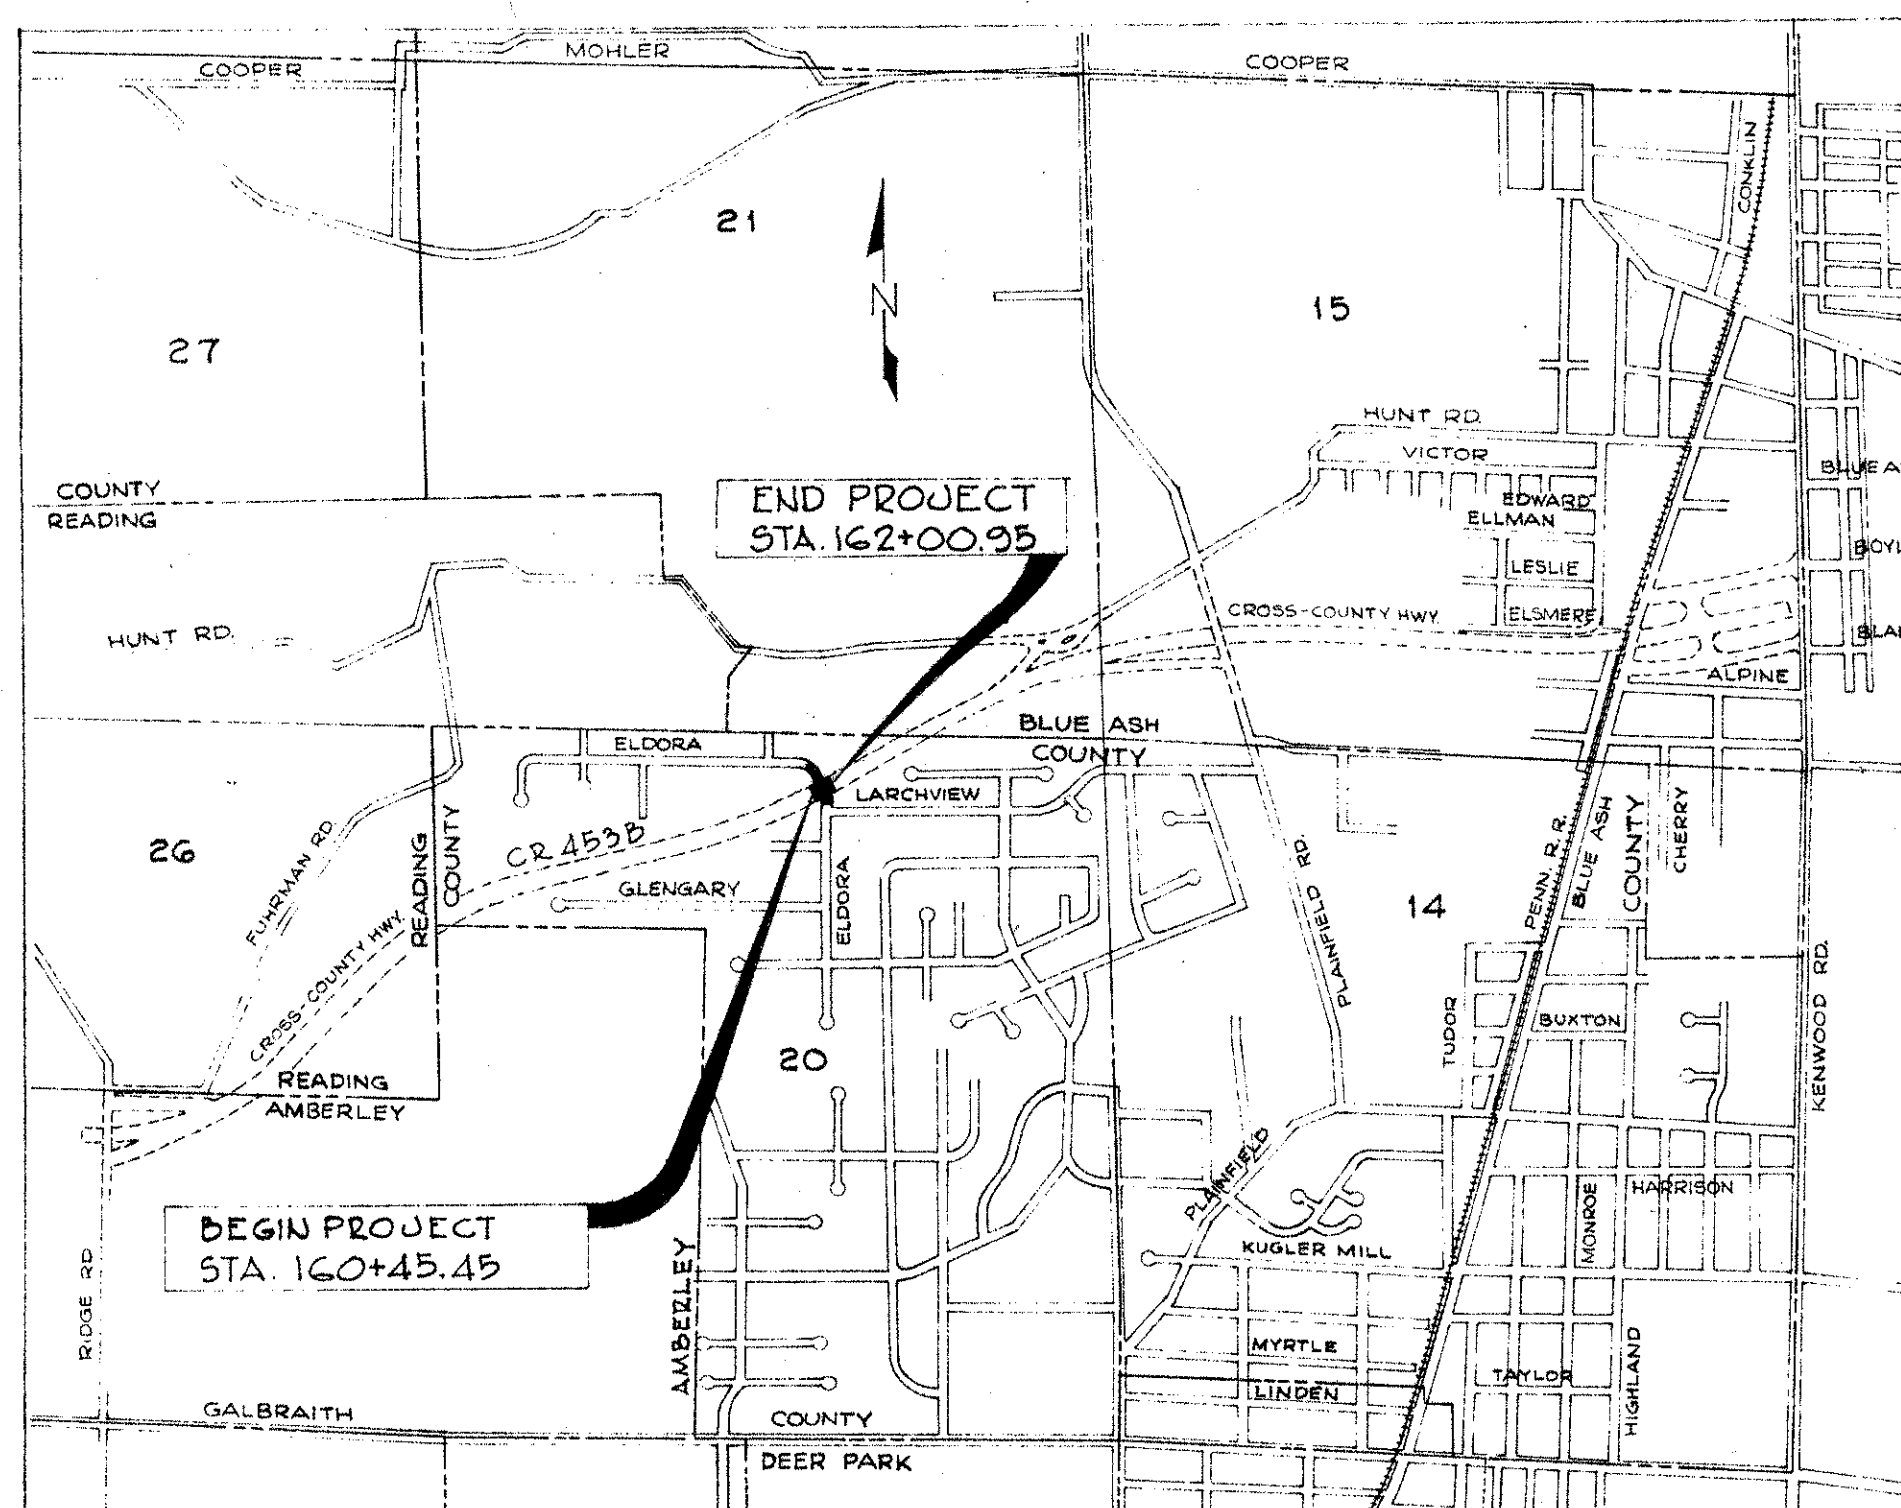 MOHLER
COOPER
COOPER
CONKLIN
21
N
15
27
HUNT RD.
VICTOR
COUNTY
READING
END PROJECT
STA. 162+00.95
EDWARD
ELLMAN
LESLIE
ELSMERE
BLUE A
BOYL
BLA
HUNT RD.
CROSS-COUNTY HWY.
ALPINE
BLUE ASH
COUNTY
ELDORA
LARCHVIEW
26
FUHRMAN RD.
READING
COUNTY
CR 453B
GLENGARY
ELDORA
PLAINFIELD RD.
14
PENN. R. R.
BLUE ASH
COUNTY
CHERRY
KENWOOD RD.
CROSS-COUNTY HWY.
READING
AMBERLEY
20
TUDOR
BUXTON
PLAINFIELD
HARRISON
MONROE
BEGIN PROJECT
STA. 160+45.45
KUGLER MILL
RIDGE RD
AMBERLEY
MYRTLE
LINDEN
TAYLOR
HIGHLAND
GALBRAITH
COUNTY
DEER PARK